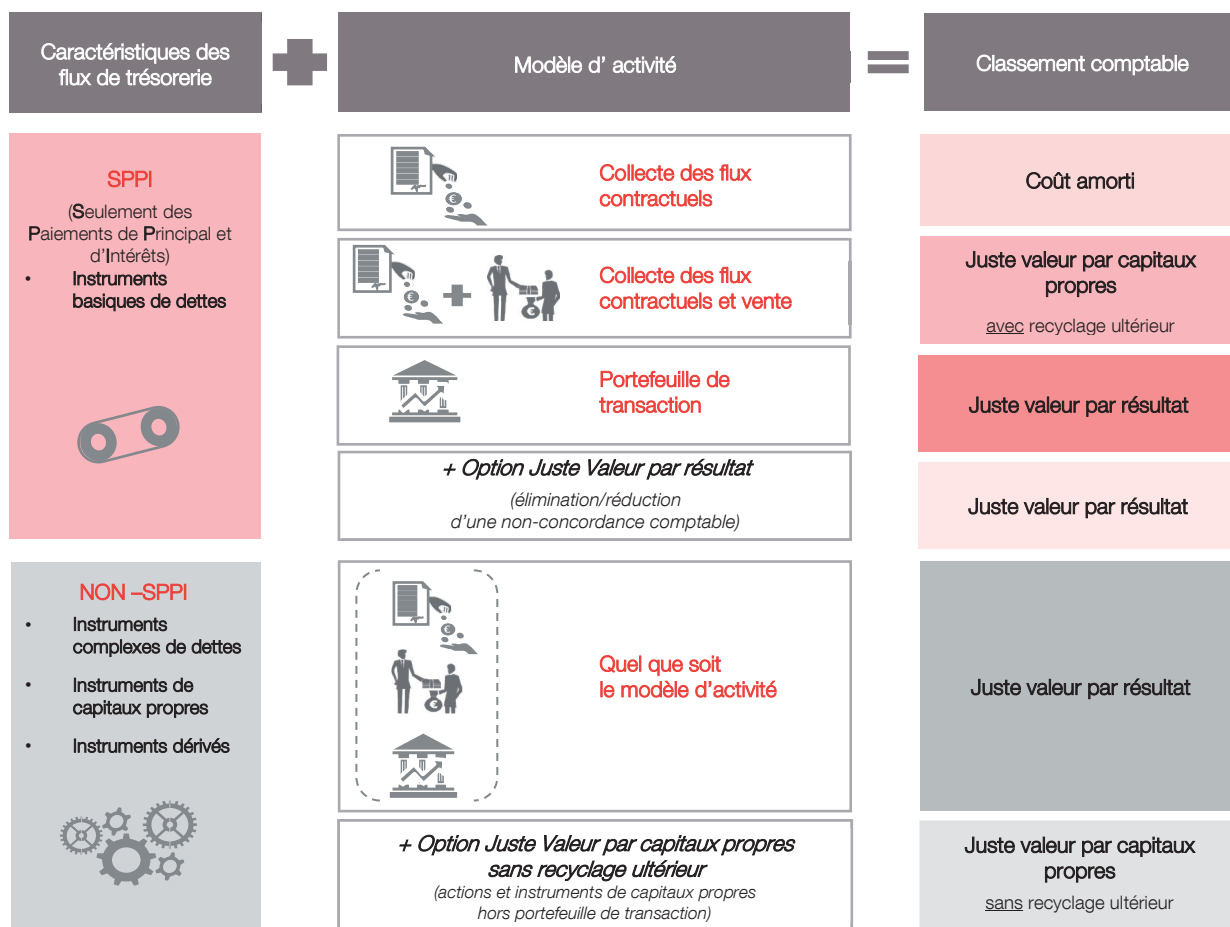 Caractéristiques des
flux de trésorerie
Modèle d' activité
Classement comptable
SPPI
(Seulement des
Paiements de Principal et
d'Intérêts)
• Instruments
basiques de dettes
Collecte des flux
contractuels
Coût amorti
Collecte des flux
contractuels et vente
Juste valeur par capitaux
propres
avec recyclage ultérieur
Portefeuille de
transaction
Juste valeur par résultat
+ Option Juste Valeur par résultat
(élimination/réduction
d'une non-concordance comptable)
Juste valeur par résultat
NON –SPPI
• Instruments
complexes de dettes
• Instruments de
capitaux propres
• Instruments dérivés
Quel que soit
le modèle d'activité
Juste valeur par résultat
+ Option Juste Valeur par capitaux propres
sans recyclage ultérieur
(actions et instruments de capitaux propres
hors portefeuille de transaction)
Juste valeur par capitaux
propres
sans recyclage ultérieur